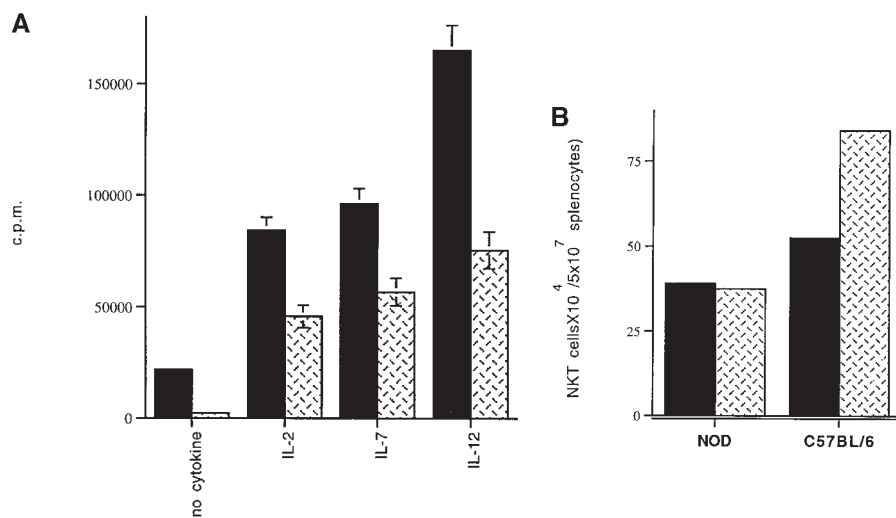 A
150000
100000
50000
0
c.p.m.
no cytokine
IL-2
IL-7
IL-12
B
75
50
25
0
NKT cellsX10^4/5x10^7 splenocytes)
NOD
C57BL/6